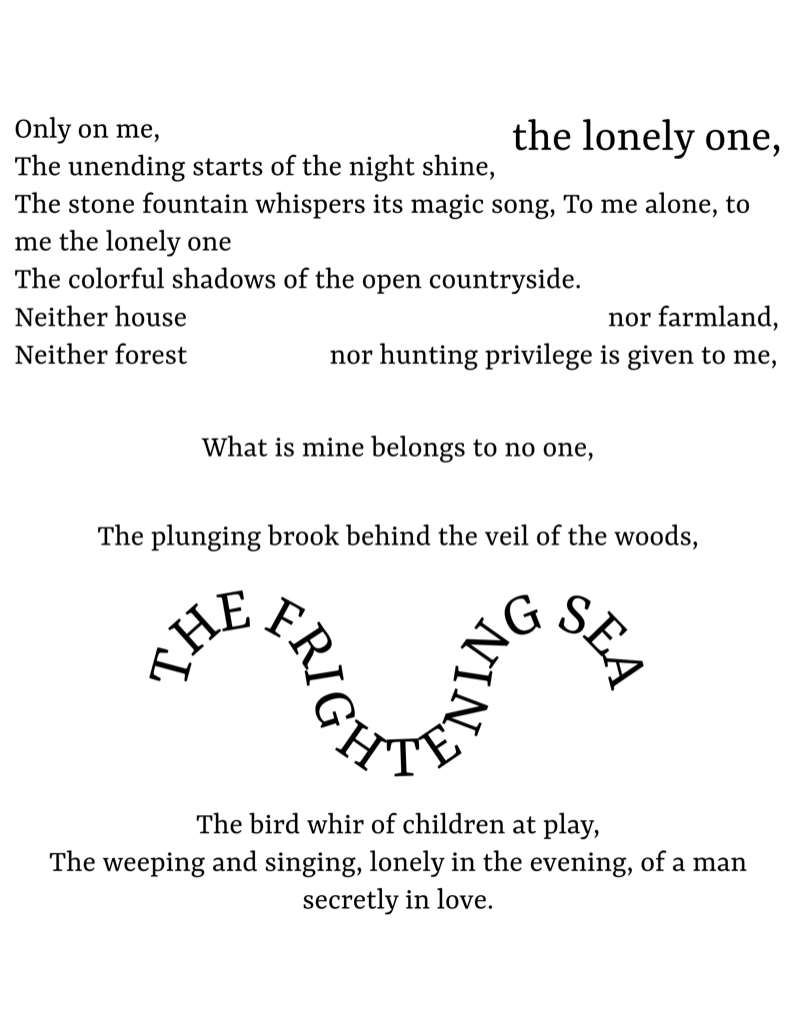 Only on me, the lonely one,
The unending starts of the night shine,
The stone fountain whispers its magic song, To me alone, to
me the lonely one
The colorful shadows of the open countryside.
Neither house nor farmland,
Neither forest nor hunting privilege is given to me,
What is mine belongs to no one,
The plunging brook behind the veil of the woods,
THE FRIGHTENING SEA
The bird whir of children at play,
The weeping and singing, lonely in the evening, of a man
secretly in love.